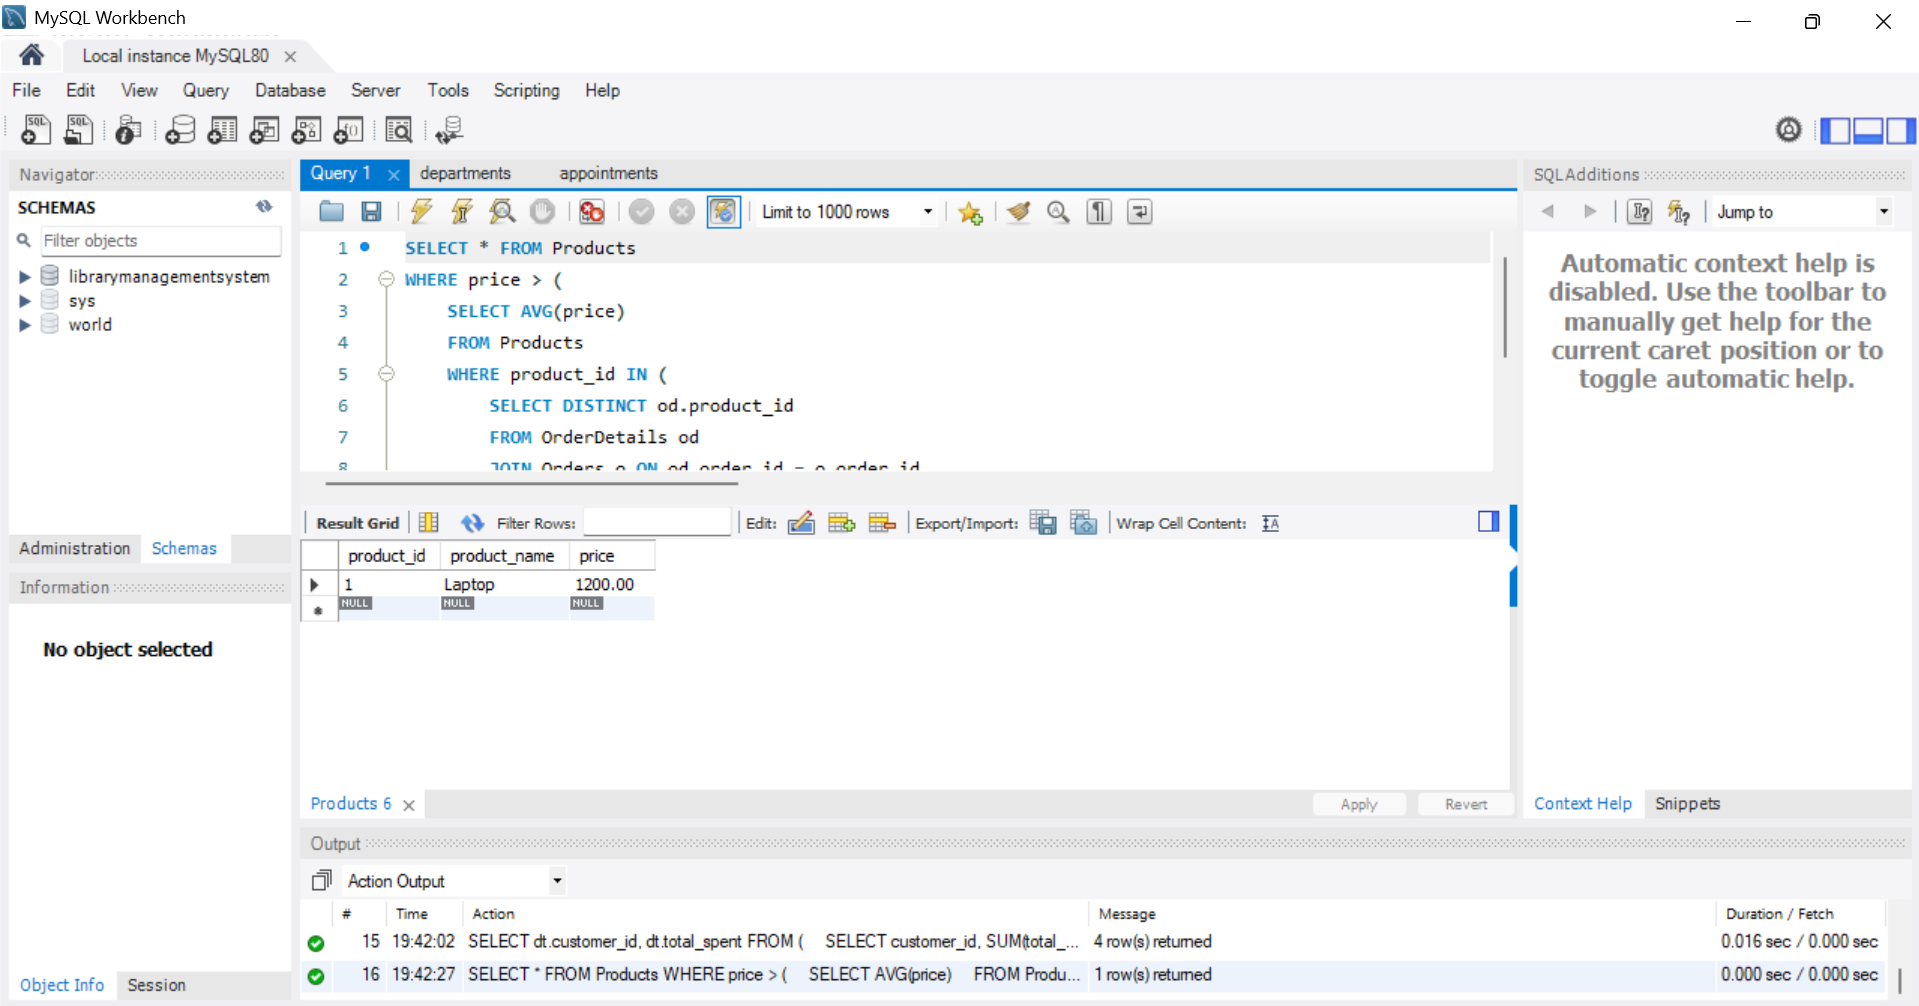 MySQL Workbench
Local instance MySQL80
File Edit View Query Database Server Tools Scripting Help
Navigator
SCHEMAS
Filter objects
librarymanagementsystem
sys
world
Administration Schemas
Information
No object selected
Object Info Session
Query 1 departments appointments
Limit to 1000 rows
1 SELECT * FROM Products
2 WHERE price > (
3 SELECT AVG(price)
4 FROM Products
5 WHERE product_id IN (
6 SELECT DISTINCT od.product_id
7 FROM OrderDetails od
8 JOIN Orders o ON od.order_id = o.order_id
Result Grid Filter Rows: Edit: Export/Import: Wrap Cell Content:
product_id product_name price
1 Laptop 1200.00
NULL NULL NULL
Products 6 Apply Revert
SQLAdditions
Jump to
Automatic context help is
disabled. Use the toolbar to
manually get help for the
current caret position or to
toggle automatic help.
Context Help Snippets
Output
Action Output
# Time Action Message Duration / Fetch
15 19:42:02 SELECT dt.customer_id, dt.total_spent FROM ( SELECT customer_id, SUM(total_... 4 row(s) returned 0.016 sec / 0.000 sec
16 19:42:27 SELECT * FROM Products WHERE price > ( SELECT AVG(price) FROM Produ... 1 row(s) returned 0.000 sec / 0.000 sec